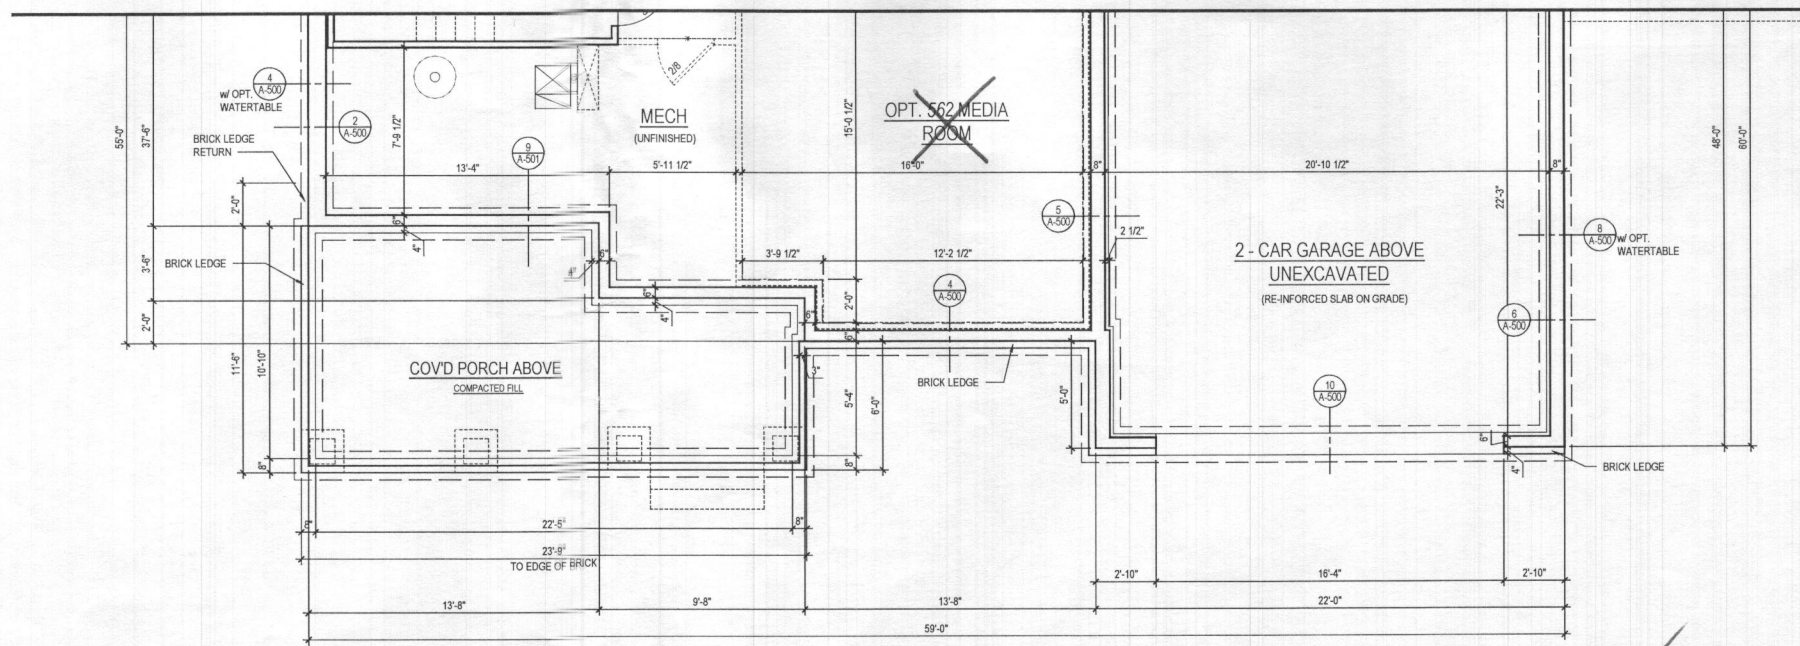 4
A-500
w/ OPT.
WATERTABLE
2
A-500
BRICK LEDGE
RETURN
55'-0"
37'-6"
7'-9 1/2"
9
A-501
MECH
(UNFINISHED)
2/8
OPT. 562 MEDIA
ROOM
15'-0 1/2"
13'-4"
5'-11 1/2"
16'-0"
8"
20'-10 1/2"
8"
48'-0"
60'-0"
22'-3"
2'-0"
6"
4"
5
A-500
2 1/2"
8
A-500
w/ OPT.
WATERTABLE
BRICK LEDGE
3'-6"
2'-0"
4"
6"
3'-9 1/2"
12'-2 1/2"
2 - CAR GARAGE ABOVE
UNEXCAVATED
(RE-INFORCED SLAB ON GRADE)
6"
4"
4
A-500
2'-0"
6"
6"
6
A-500
11'-6"
10'-10"
COV'D PORCH ABOVE
COMPACTED FILL
3"
BRICK LEDGE
5'-4"
6'-0"
5'-0"
10
A-500
8"
8"
6"
4"
BRICK LEDGE
22'-5"
8"
23'-9"
TO EDGE OF BRICK
2'-10"
16'-4"
2'-10"
13'-8"
9'-8"
13'-8"
22'-0"
59'-0"